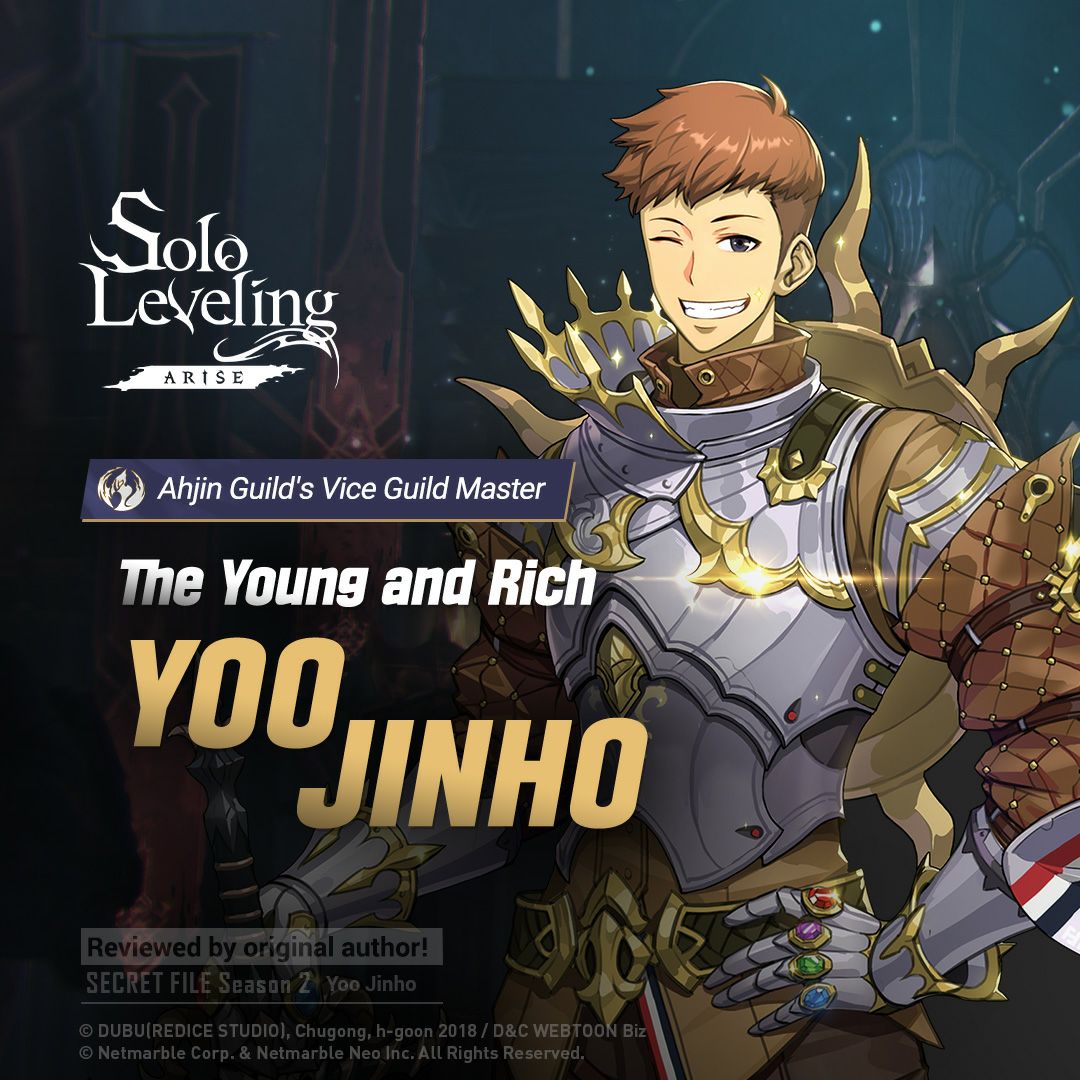 Solo
Leveling
ARISE
Ahjin Guild's Vice Guild Master
The Young and Rich
YOO
JINHO
Reviewed by original author!
SECRET FILE Season 2 Yoo Jinho
© DUBU(REDICE STUDIO), Chugong, h-goon 2018 / D&C WEBTOON Biz
© Netmarble Corp. & Netmarble Neo Inc. All Rights Reserved.